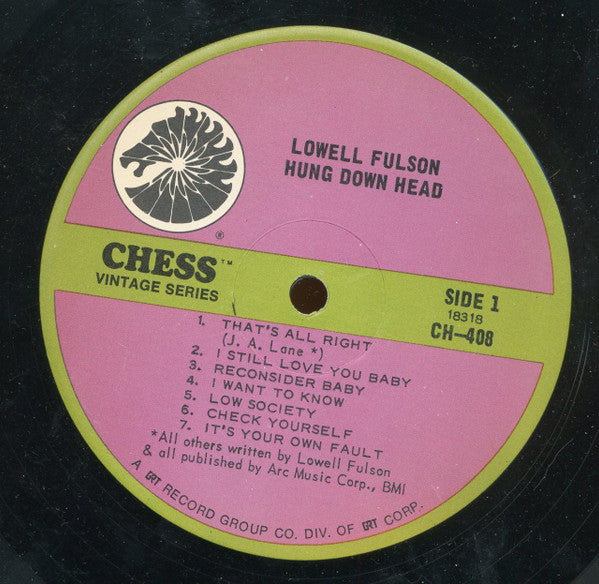 LOWELL FULSON
HUNG DOWN HEAD
®
CHESS™
VINTAGE SERIES
SIDE 1
18318
CH-408
1. THAT'S ALL RIGHT
(J. A. Lane *)
2. I STILL LOVE YOU BABY
3. RECONSIDER BABY
4. I WANT TO KNOW
5. LOW SOCIETY
6. CHECK YOURSELF
7. IT'S YOUR OWN FAULT
*All others written by Lowell Fulson
& all published by Arc Music Corp., BMI
A GRT RECORD GROUP CO. DIV. OF GRT CORP.